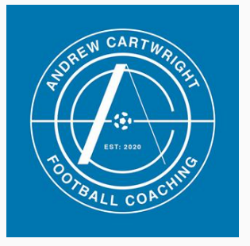 ANDREW CARTWRIGHT
EST: 2020
FOOTBALL COACHING